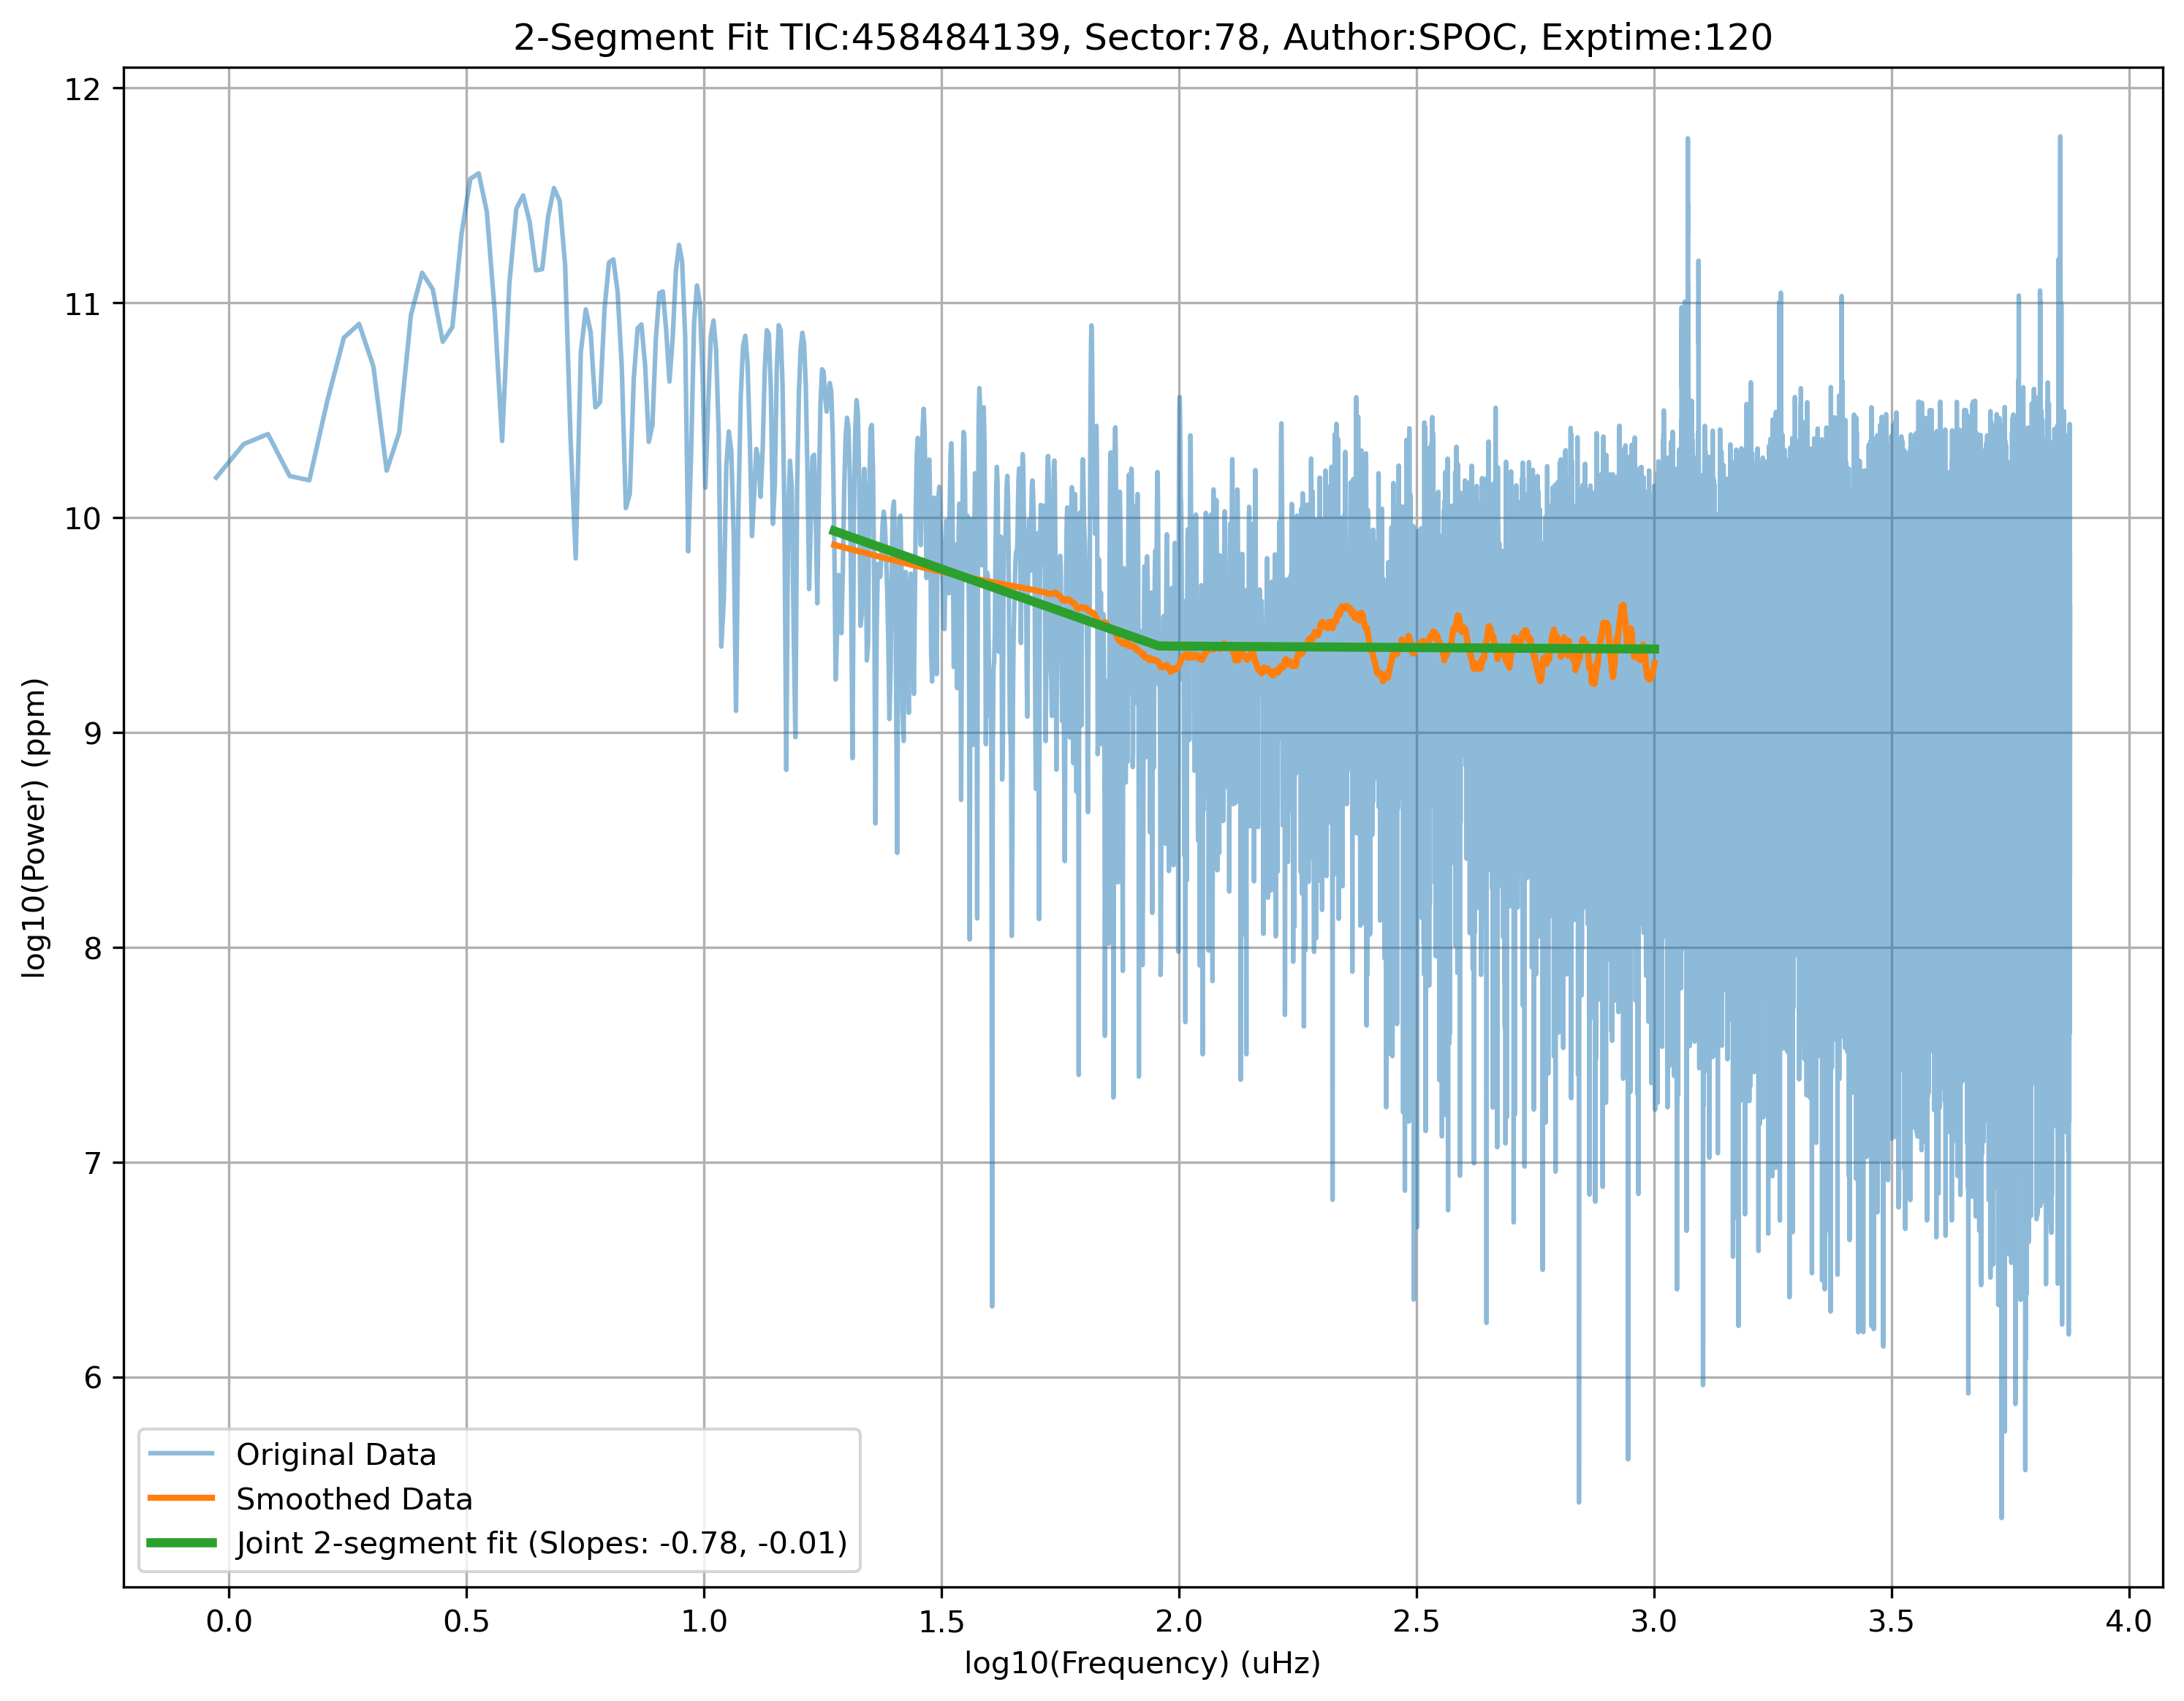 2-Segment Fit TIC:458484139, Sector:78, Author:SPOC, Exptime:120
log10(Power) (ppm)
12
11
10
9
8
7
6
Original Data
Smoothed Data
Joint 2-segment fit (Slopes: -0.78, -0.01)
0.0 0.5 1.0 1.5 2.0 2.5 3.0 3.5 4.0
log10(Frequency) (uHz)